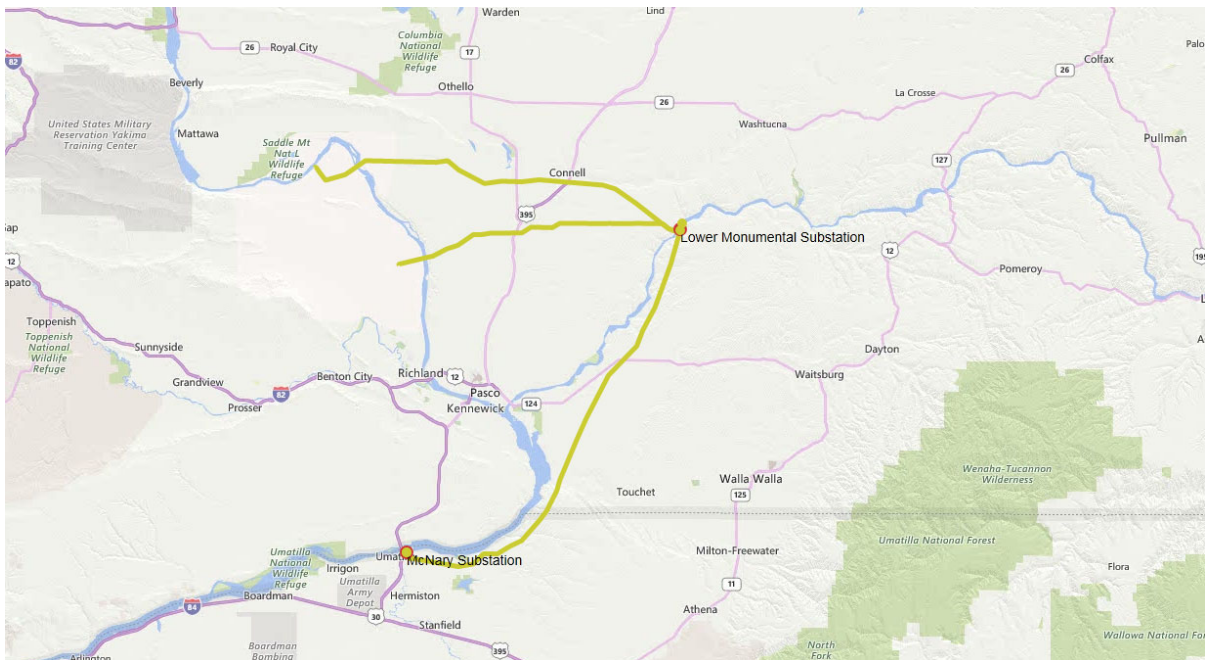 Warden
Lind
Columbia
National
Wildlife
Refuge
Royal City
26
17
82
Beverly
Othello
26
Colfax
Palo
26
La Crosse
Washtucna
United States Military
Reservation Yakima
Training Center
Mattawa
Saddle Mt
Nat L
Wildlife
Refuge
Pullman
127
Connell
395
Lower Monumental Substation
12
195
12
Pomeroy
apato
Toppenish
Toppenish
National
Wildlife
Refuge
Sunnyside
Grandview
Prosser
82
Benton City
Richland
12
Pasco
Kennewick
124
Dayton
Waitsburg
Touchet
Walla Walla
125
Wenaha-Tucannon
Wilderness
Umatilla National Forest
Milton-Freewater
11
Athena
Flora
McNary Substation
Umatilla
National
Wildlife
Refuge
Irrigon
Umatilla
Army
Depot
Hermiston
Boardman
84
30
Stanfield
395
Boardman
Bombing
Arlington
North
Fork
Wallowa National For